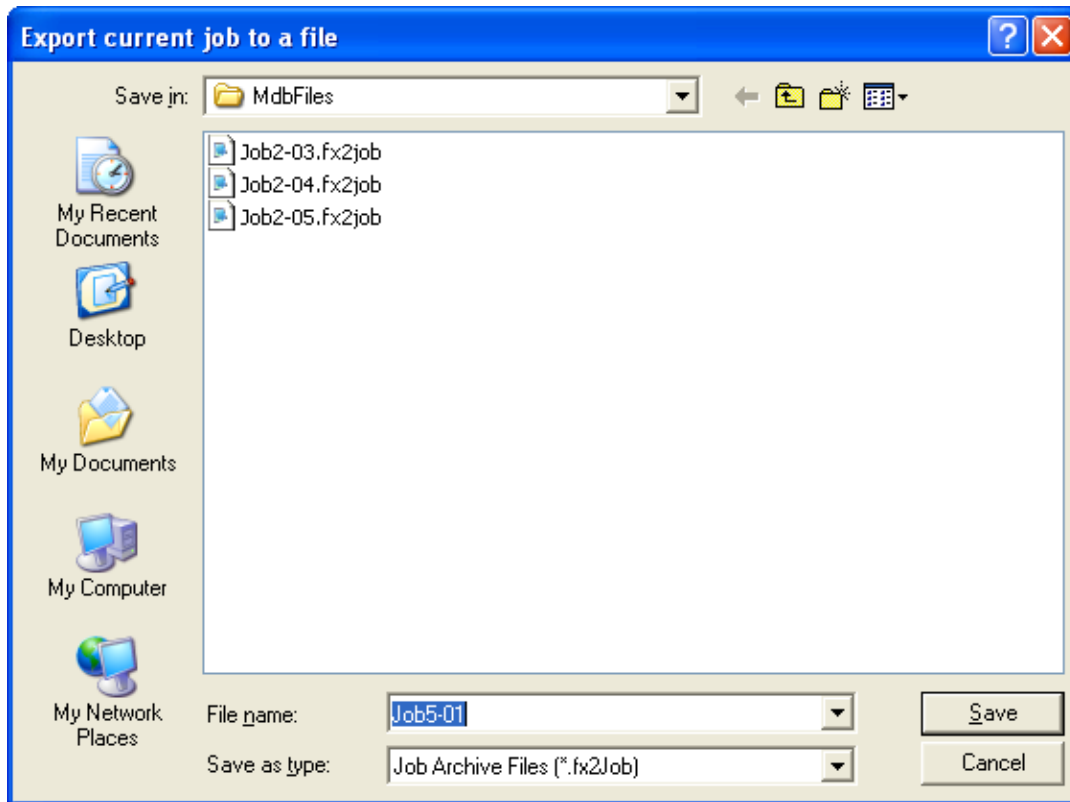 Export current job to a file
Save in: MdbFiles
Job2-03.fx2job
Job2-04.fx2job
Job2-05.fx2job
My Recent
Documents
Desktop
My Documents
My Computer
My Network
Places
File name: Job5-01 Save
Save as type: Job Archive Files (*.fx2Job) Cancel